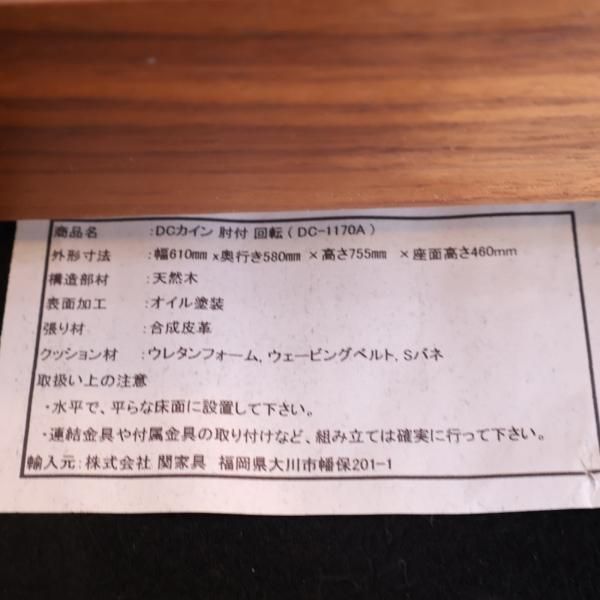 商品名 :DCカイン 肘付 回転 ( DC-1170A )
外形寸法 :幅610mm ×奥行き580mm ×高さ755mm ×座面高さ460mm
構造部材 :天然木
表面加工 :オイル塗装
張り材 :合成皮革
クッション材 :ウレタンフォーム, ウェービングベルト, Sバネ
取扱い上の注意
・水平で、平らな床面に設置して下さい。
・連結金具や付属金具の取り付けなど、組み立ては確実に行って下さい。
輸入元:株式会社 関家具 福岡県大川市幡保201-1